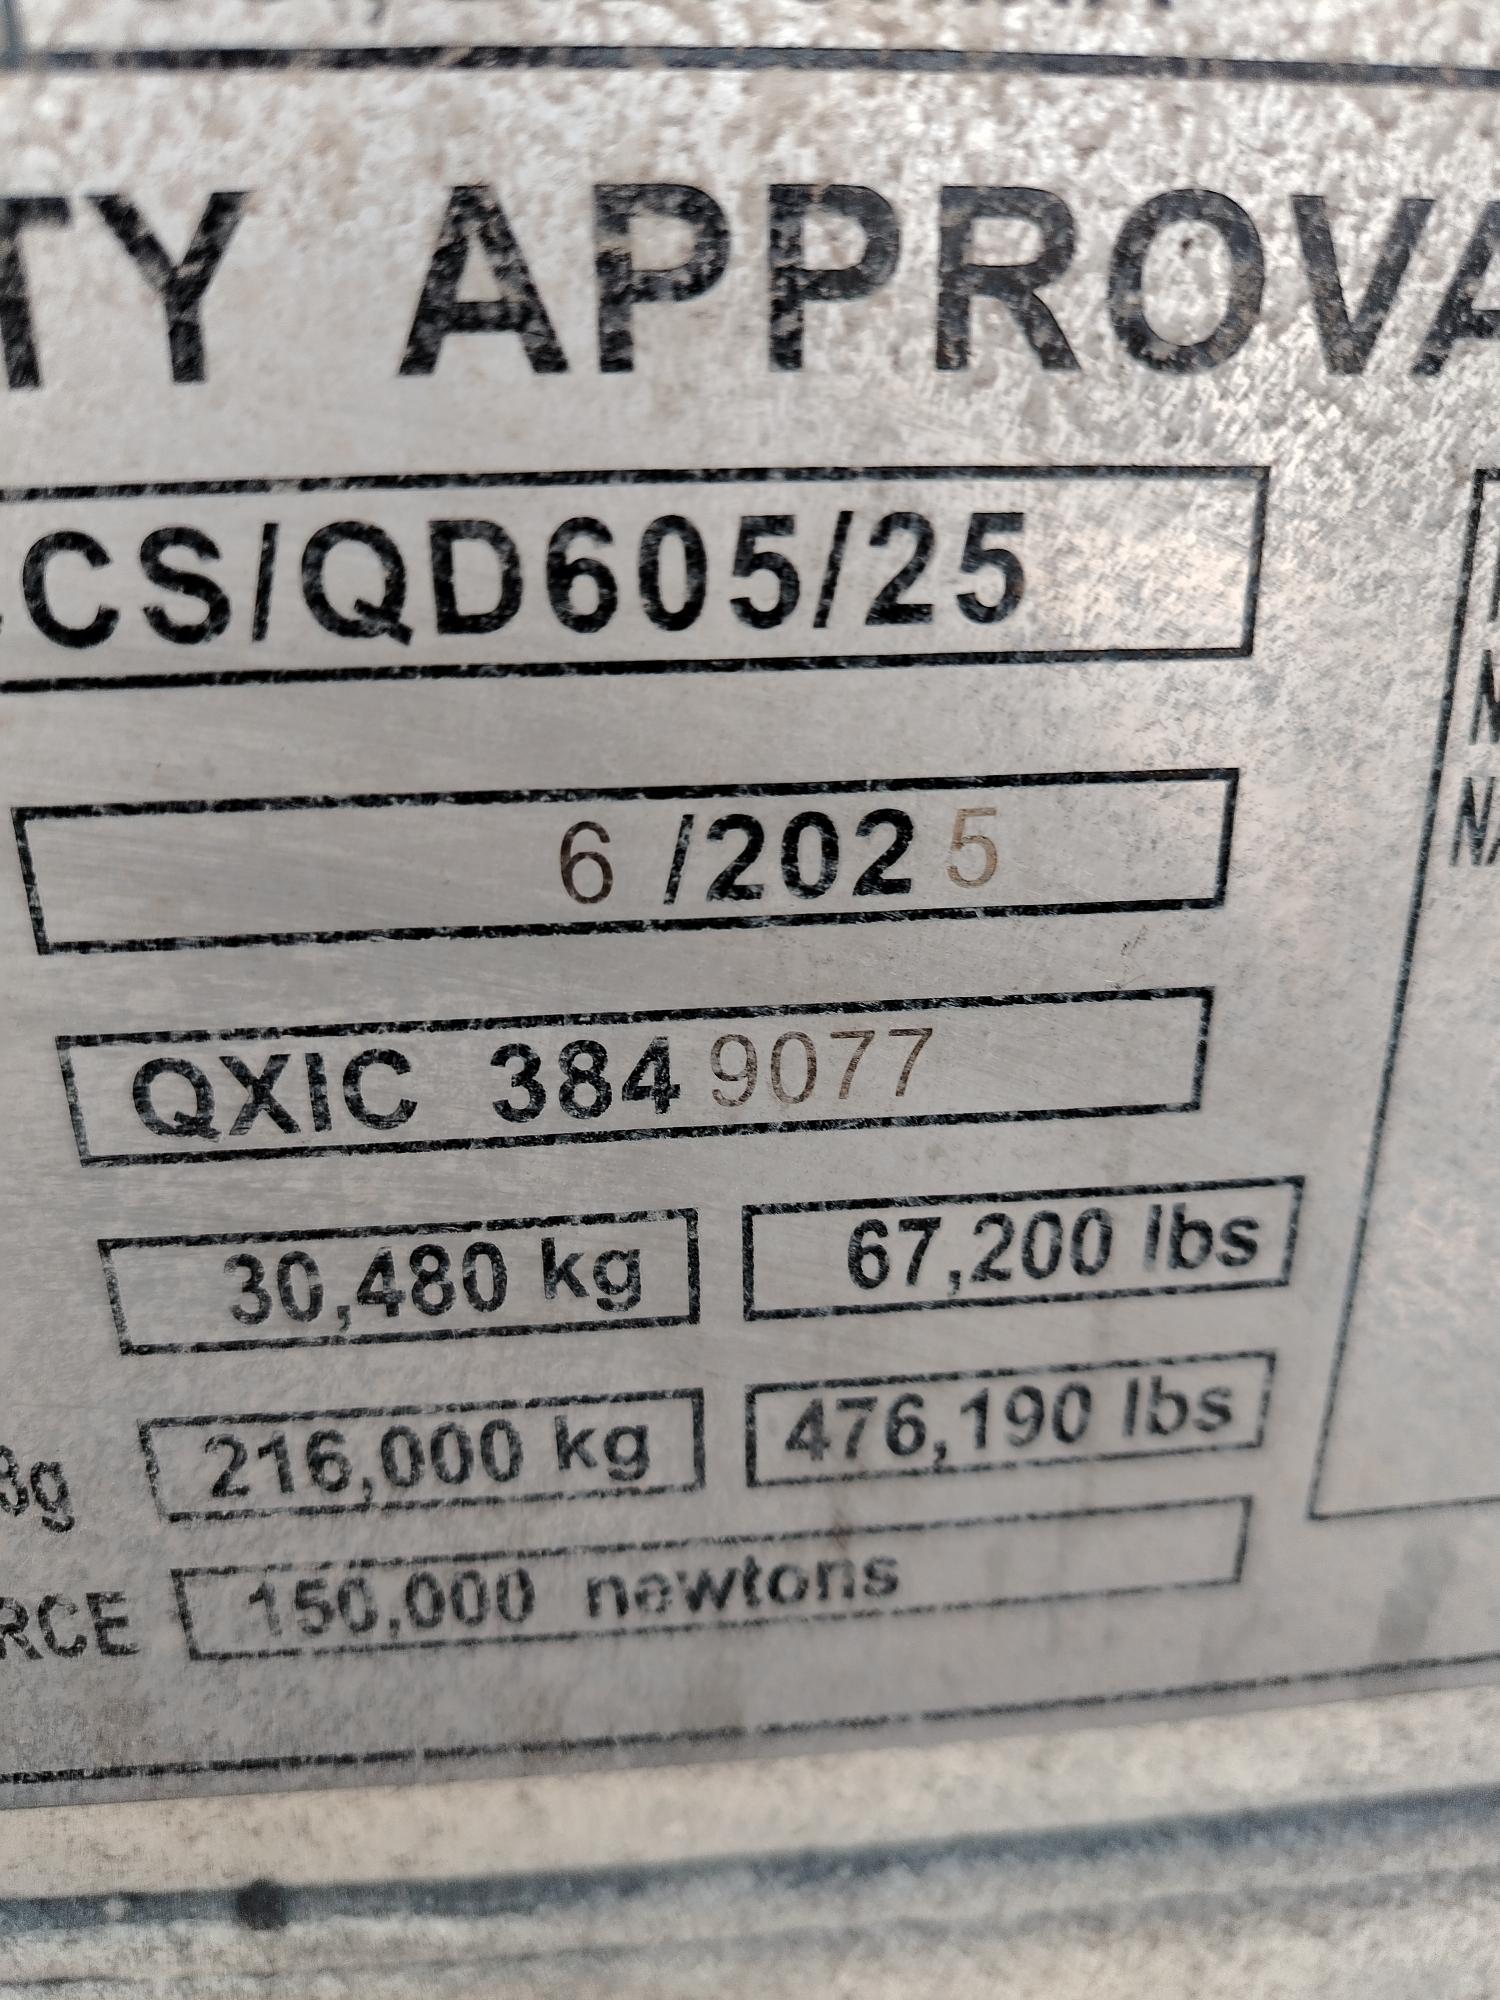 TY APPROVA
CS/QD605/25
6 /2025
QXIC 3849077
30,480 kg 67,200 lbs
8g 216,000 kg 476,190 lbs
RCE 150,000 newtons